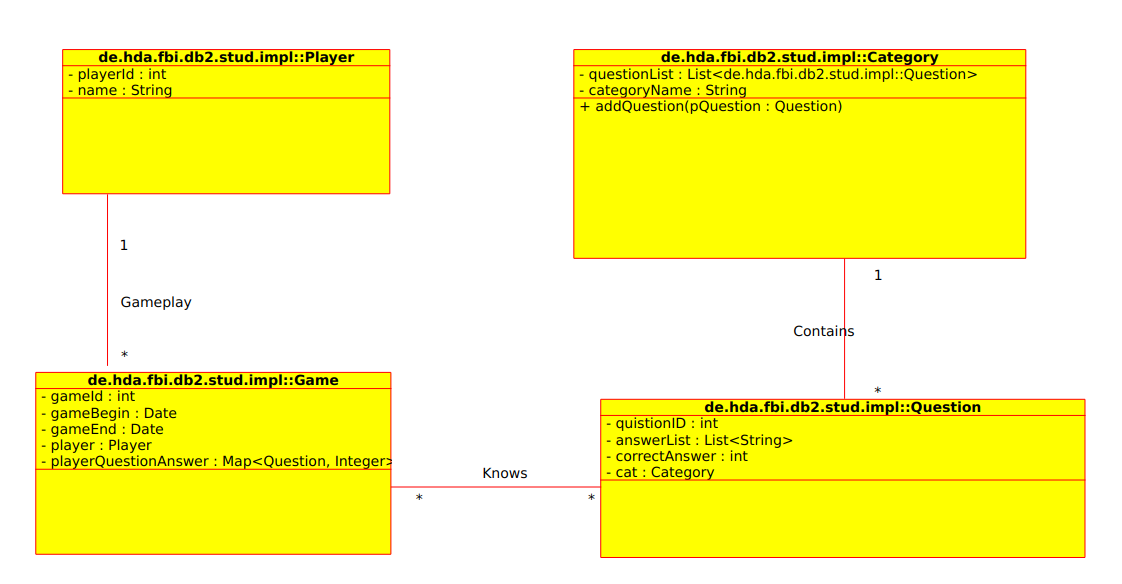 de.hda.fbi.db2.stud.impl::Player
- playerId : int
- name : String
de.hda.fbi.db2.stud.impl::Category
- questionList : List<de.hda.fbi.db2.stud.impl::Question>
- categoryName : String
+ addQuestion(pQuestion : Question)
1
Gameplay
*
1
Contains
*
de.hda.fbi.db2.stud.impl::Game
- gameId : int
- gameBegin : Date
- gameEnd : Date
- player : Player
- playerQuestionAnswer : Map<Question, Integer>
Knows
*
*
de.hda.fbi.db2.stud.impl::Question
- quistionID : int
- answerList : List<String>
- correctAnswer : int
- cat : Category